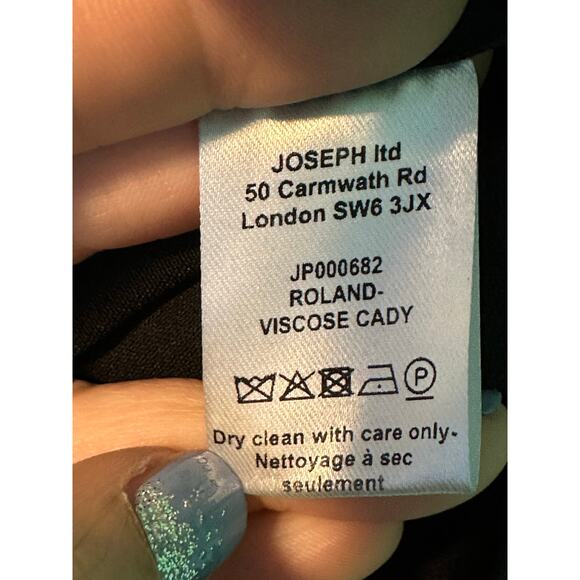 JOSEPH ltd
50 Carmwath Rd
London SW6 3JX
JP000682
ROLAND-
VISCOSE CADY
P
Dry clean with care only-
Nettoyage à sec
seulement